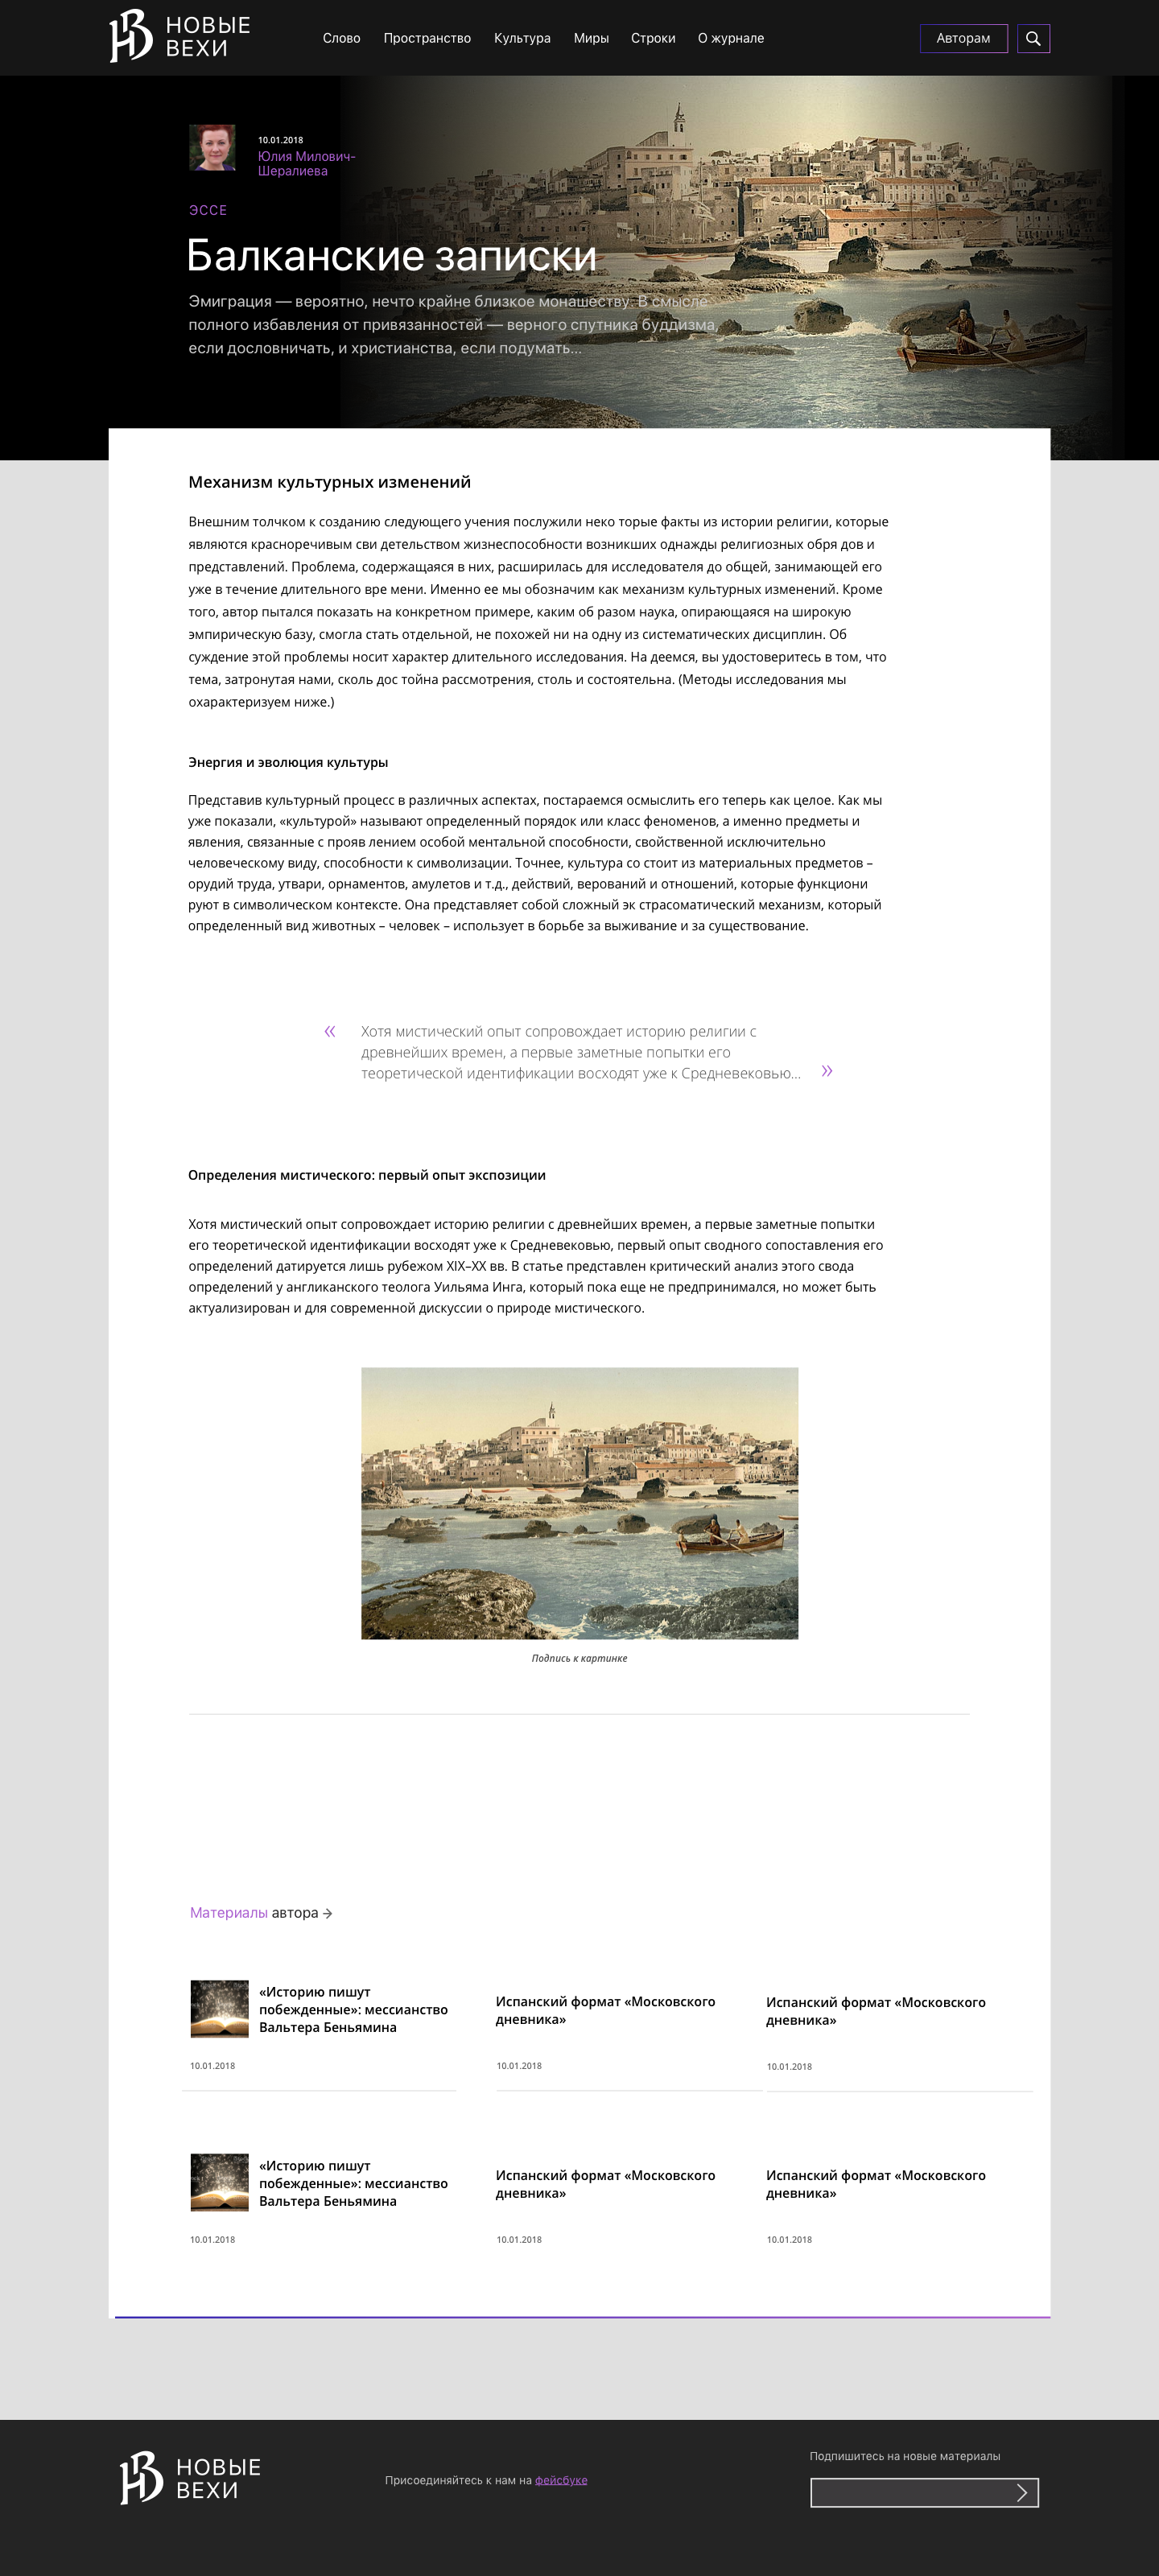 НОВЫЕ
ВЕХИ
Слово Пространство Культура Миры Строки О журнале
Авторам
10.01.2018
Юлия Милович-
Шералиева
ЭССЕ
Балканские записки
Эмиграция — вероятно, нечто крайне близкое монашеству. В смысле
полного избавления от привязанностей — верного спутника буддизма,
если дословничать, и христианства, если подумать...
Механизм культурных изменений
Внешним толчком к созданию следующего учения послужили неко торые факты из истории религии, которые
являются красноречивым сви детельством жизнеспособности возникших однажды религиозных обря дов и
представлений. Проблема, содержащаяся в них, расширилась для исследователя до общей, занимающей его
уже в течение длительного вре мени. Именно ее мы обозначим как механизм культурных изменений. Кроме
того, автор пытался показать на конкретном примере, каким об разом наука, опирающаяся на широкую
эмпирическую базу, смогла стать отдельной, не похожей ни на одну из систематических дисциплин. Об
суждение этой проблемы носит характер длительного исследования. На деемся, вы удостоверитесь в том, что
тема, затронутая нами, сколь дос тойна рассмотрения, столь и состоятельна. (Методы исследования мы
охарактеризуем ниже.)
Энергия и эволюция культуры
Представив культурный процесс в различных аспектах, постараемся осмыслить его теперь как целое. Как мы
уже показали, «культурой» называют определенный порядок или класс феноменов, а именно предметы и
явления, связанные с прояв лением особой ментальной способности, свойственной исключительно
человеческому виду, способности к символизации. Точнее, культура со стоит из материальных предметов –
орудий труда, утвари, орнаментов, амулетов и т.д., действий, верований и отношений, которые функциони
руют в символическом контексте. Она представляет собой сложный эк страсоматический механизм, который
определенный вид животных – человек – использует в борьбе за выживание и за существование.
« Хотя мистический опыт сопровождает историю религии с
древнейших времен, а первые заметные попытки его
теоретической идентификации восходят уже к Средневековью... »
Определения мистического: первый опыт экспозиции
Хотя мистический опыт сопровождает историю религии с древнейших времен, а первые заметные попытки
его теоретической идентификации восходят уже к Средневековью, первый опыт сводного сопоставления его
определений датируется лишь рубежом XIX–XX вв. В статье представлен критический анализ этого свода
определений у англиканского теолога Уильяма Инга, который пока еще не предпринимался, но может быть
актуализирован и для современной дискуссии о природе мистического.
Подпись к картинке
Материалы автора →
«Историю пишут
побежденные»: мессианство
Вальтера Беньямина
10.01.2018
Испанский формат «Московского
дневника»
10.01.2018
Испанский формат «Московского
дневника»
10.01.2018
«Историю пишут
побежденные»: мессианство
Вальтера Беньямина
10.01.2018
Испанский формат «Московского
дневника»
10.01.2018
Испанский формат «Московского
дневника»
10.01.2018
НОВЫЕ
ВЕХИ
Присоединяйтесь к нам на фейсбуке
Подпишитесь на новые материалы